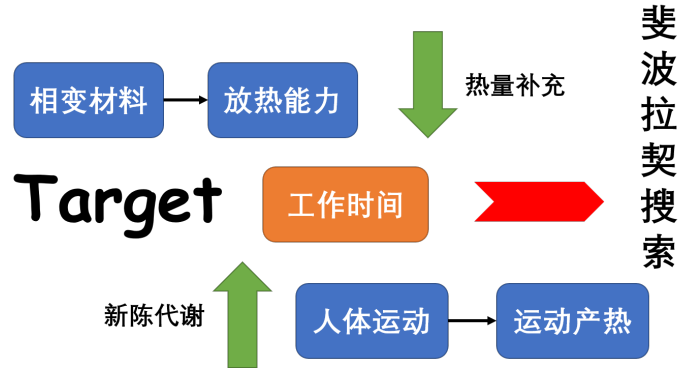 相变材料
放热能力
热量补充
Target
工作时间
新陈代谢
人体运动
运动产热
斐波拉契搜索